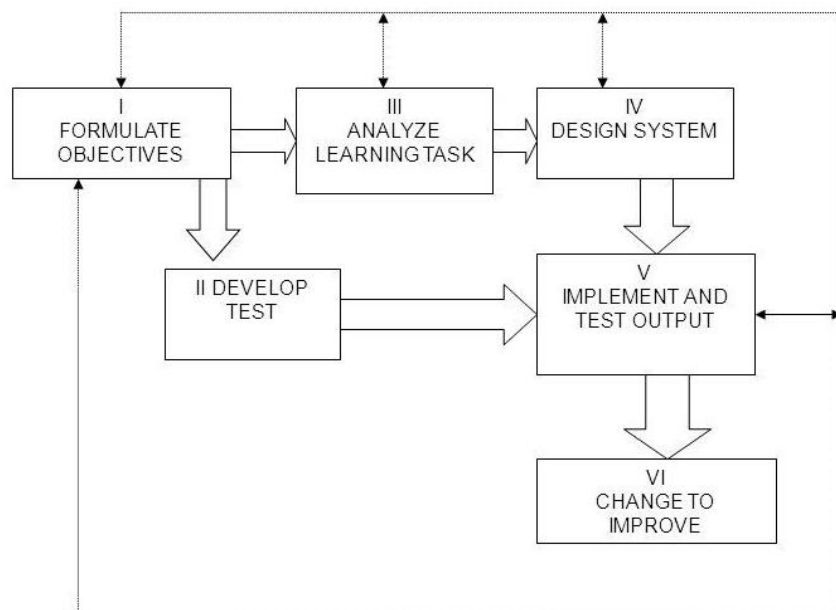 I
FORMULATE
OBJECTIVES
III
ANALYZE
LEARNING TASK
IV
DESIGN SYSTEM
II DEVELOP
TEST
V
IMPLEMENT AND
TEST OUTPUT
VI
CHANGE TO
IMPROVE